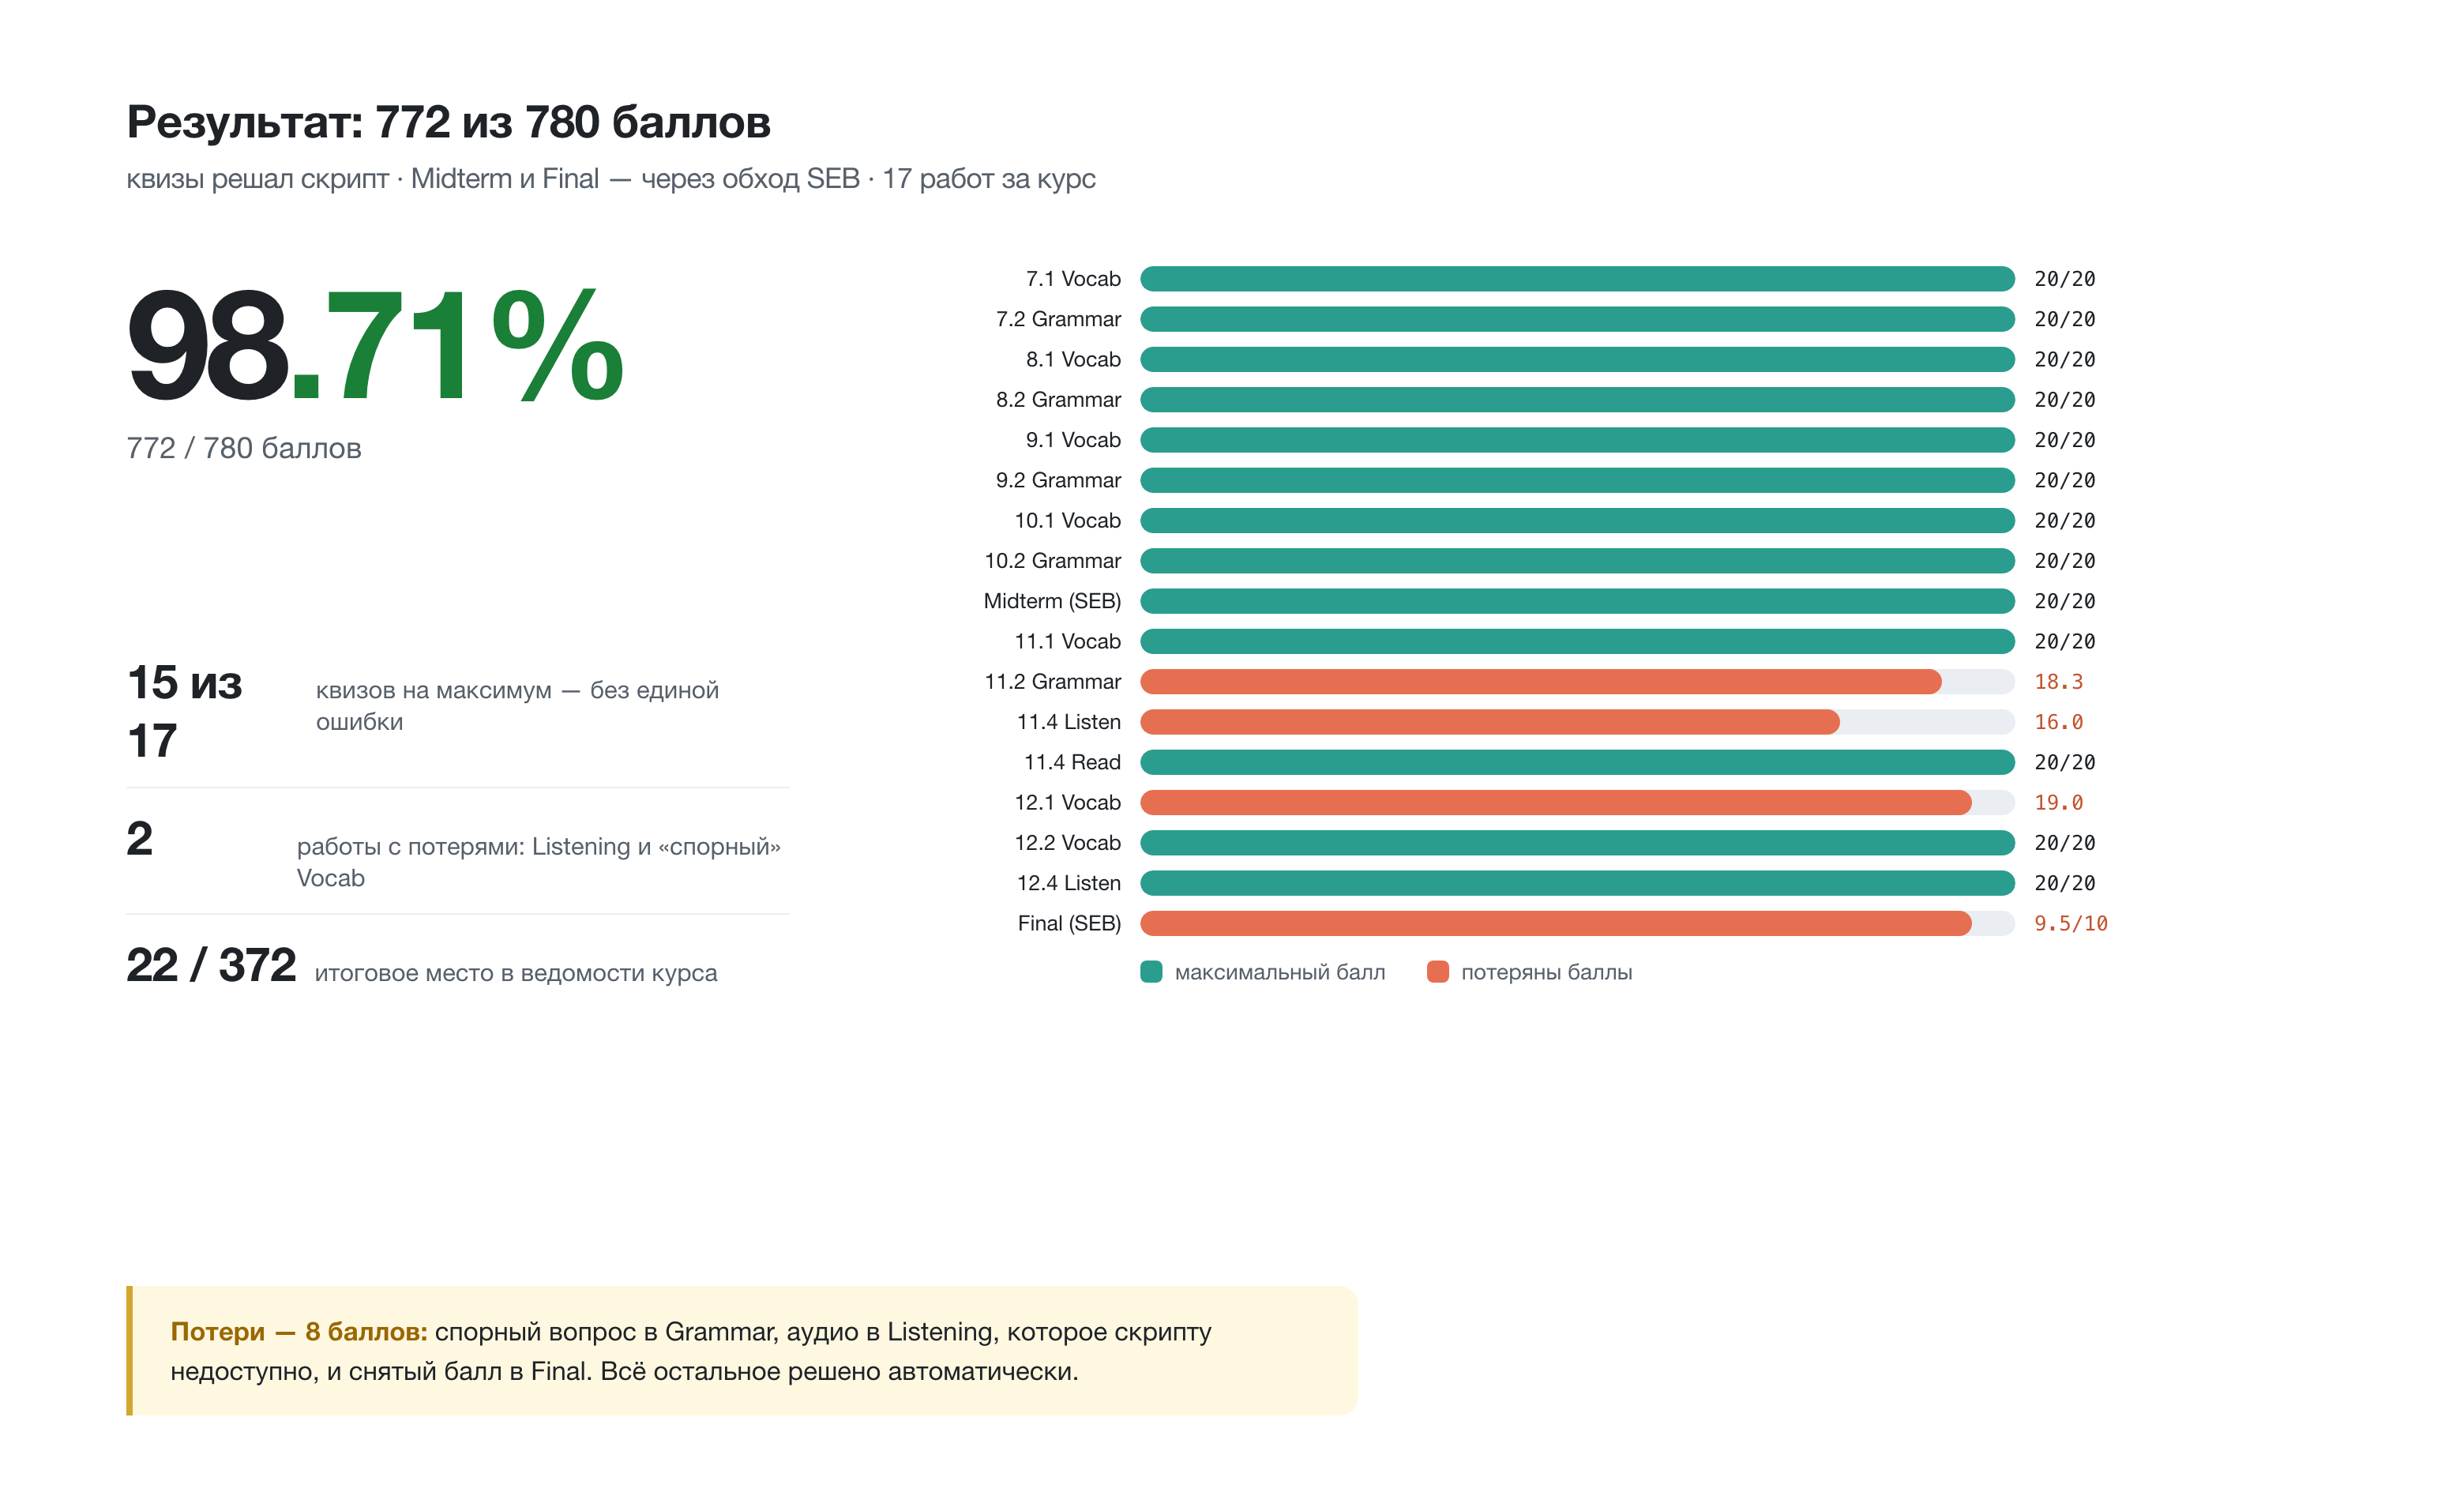 Результат: 772 из 780 баллов
квизы решал скрипт · Midterm и Final — через обход SEB · 17 работ за курс
98.71%
772 / 780 баллов
15 из
17
квизов на максимум — без единой
ошибки
2
работы с потерями: Listening и «спорный»
Vocab
22 / 372 итоговое место в ведомости курса
7.1 Vocab 20/20
7.2 Grammar 20/20
8.1 Vocab 20/20
8.2 Grammar 20/20
9.1 Vocab 20/20
9.2 Grammar 20/20
10.1 Vocab 20/20
10.2 Grammar 20/20
Midterm (SEB) 20/20
11.1 Vocab 20/20
11.2 Grammar 18.3
11.4 Listen 16.0
11.4 Read 20/20
12.1 Vocab 19.0
12.2 Vocab 20/20
12.4 Listen 20/20
Final (SEB) 9.5/10
максимальный балл потеряны баллы
Потери — 8 баллов: спорный вопрос в Grammar, аудио в Listening, которое скрипту
недоступно, и снятый балл в Final. Всё остальное решено автоматически.